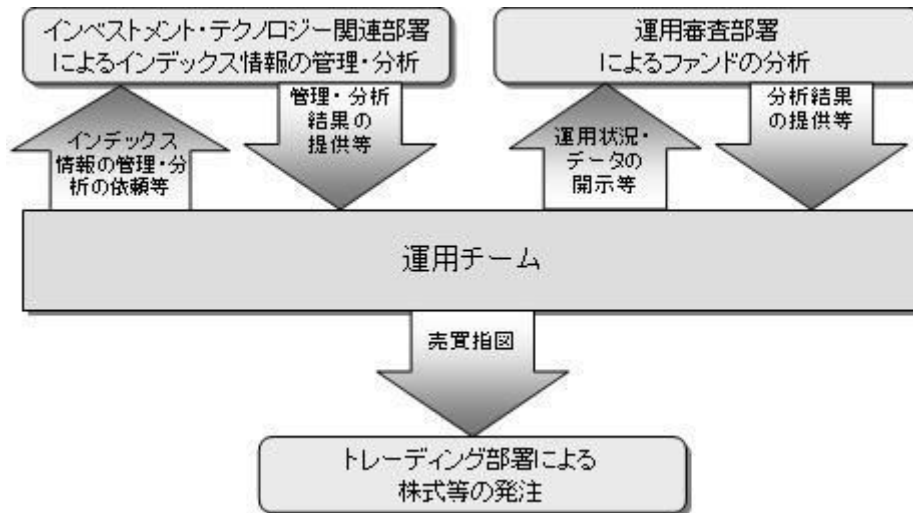 インベストメント・テクノロジー関連部署
によるインデックス情報の管理・分析
運用審査部署
によるファンドの分析
インデックス
情報の管理・分
析の依頼等
管理・分析
結果の
提供等
運用状況・
データの
開示等
分析結果
の提供等
運用チーム
売買指図
トレーディング部署による
株式等の発注